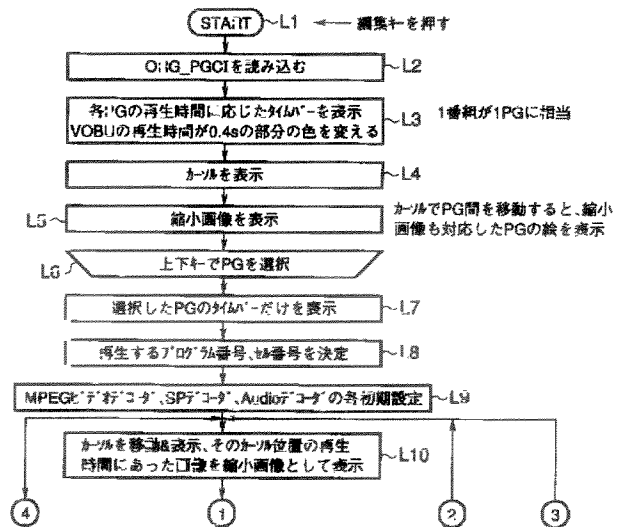 START
L1
編集キーを押す
ORG_PGCIを読み込む
L2
各PGの再生時間に応じたタイムバーを表示
VOBUの再生時間が0.4sの部分の色を変える
L3
1番組が1PGに相当
カーソルを表示
L4
L5
縮小画像を表示
カーソルでPG間を移動すると、縮小
画像も対応したPGの絵を表示
L6
上下キーでPGを選択
選択したPGのタイムバーだけを表示
L7
再生するプログラム番号、セル番号を決定
L8
MPEGビデオデコーダ、SPデコーダ、Audioデコーダの各初期設定
L9
カーソルを移動&表示、そのカーソル位置の再生
時間にあった画像を縮小画像として表示
L10
4
1
2
3